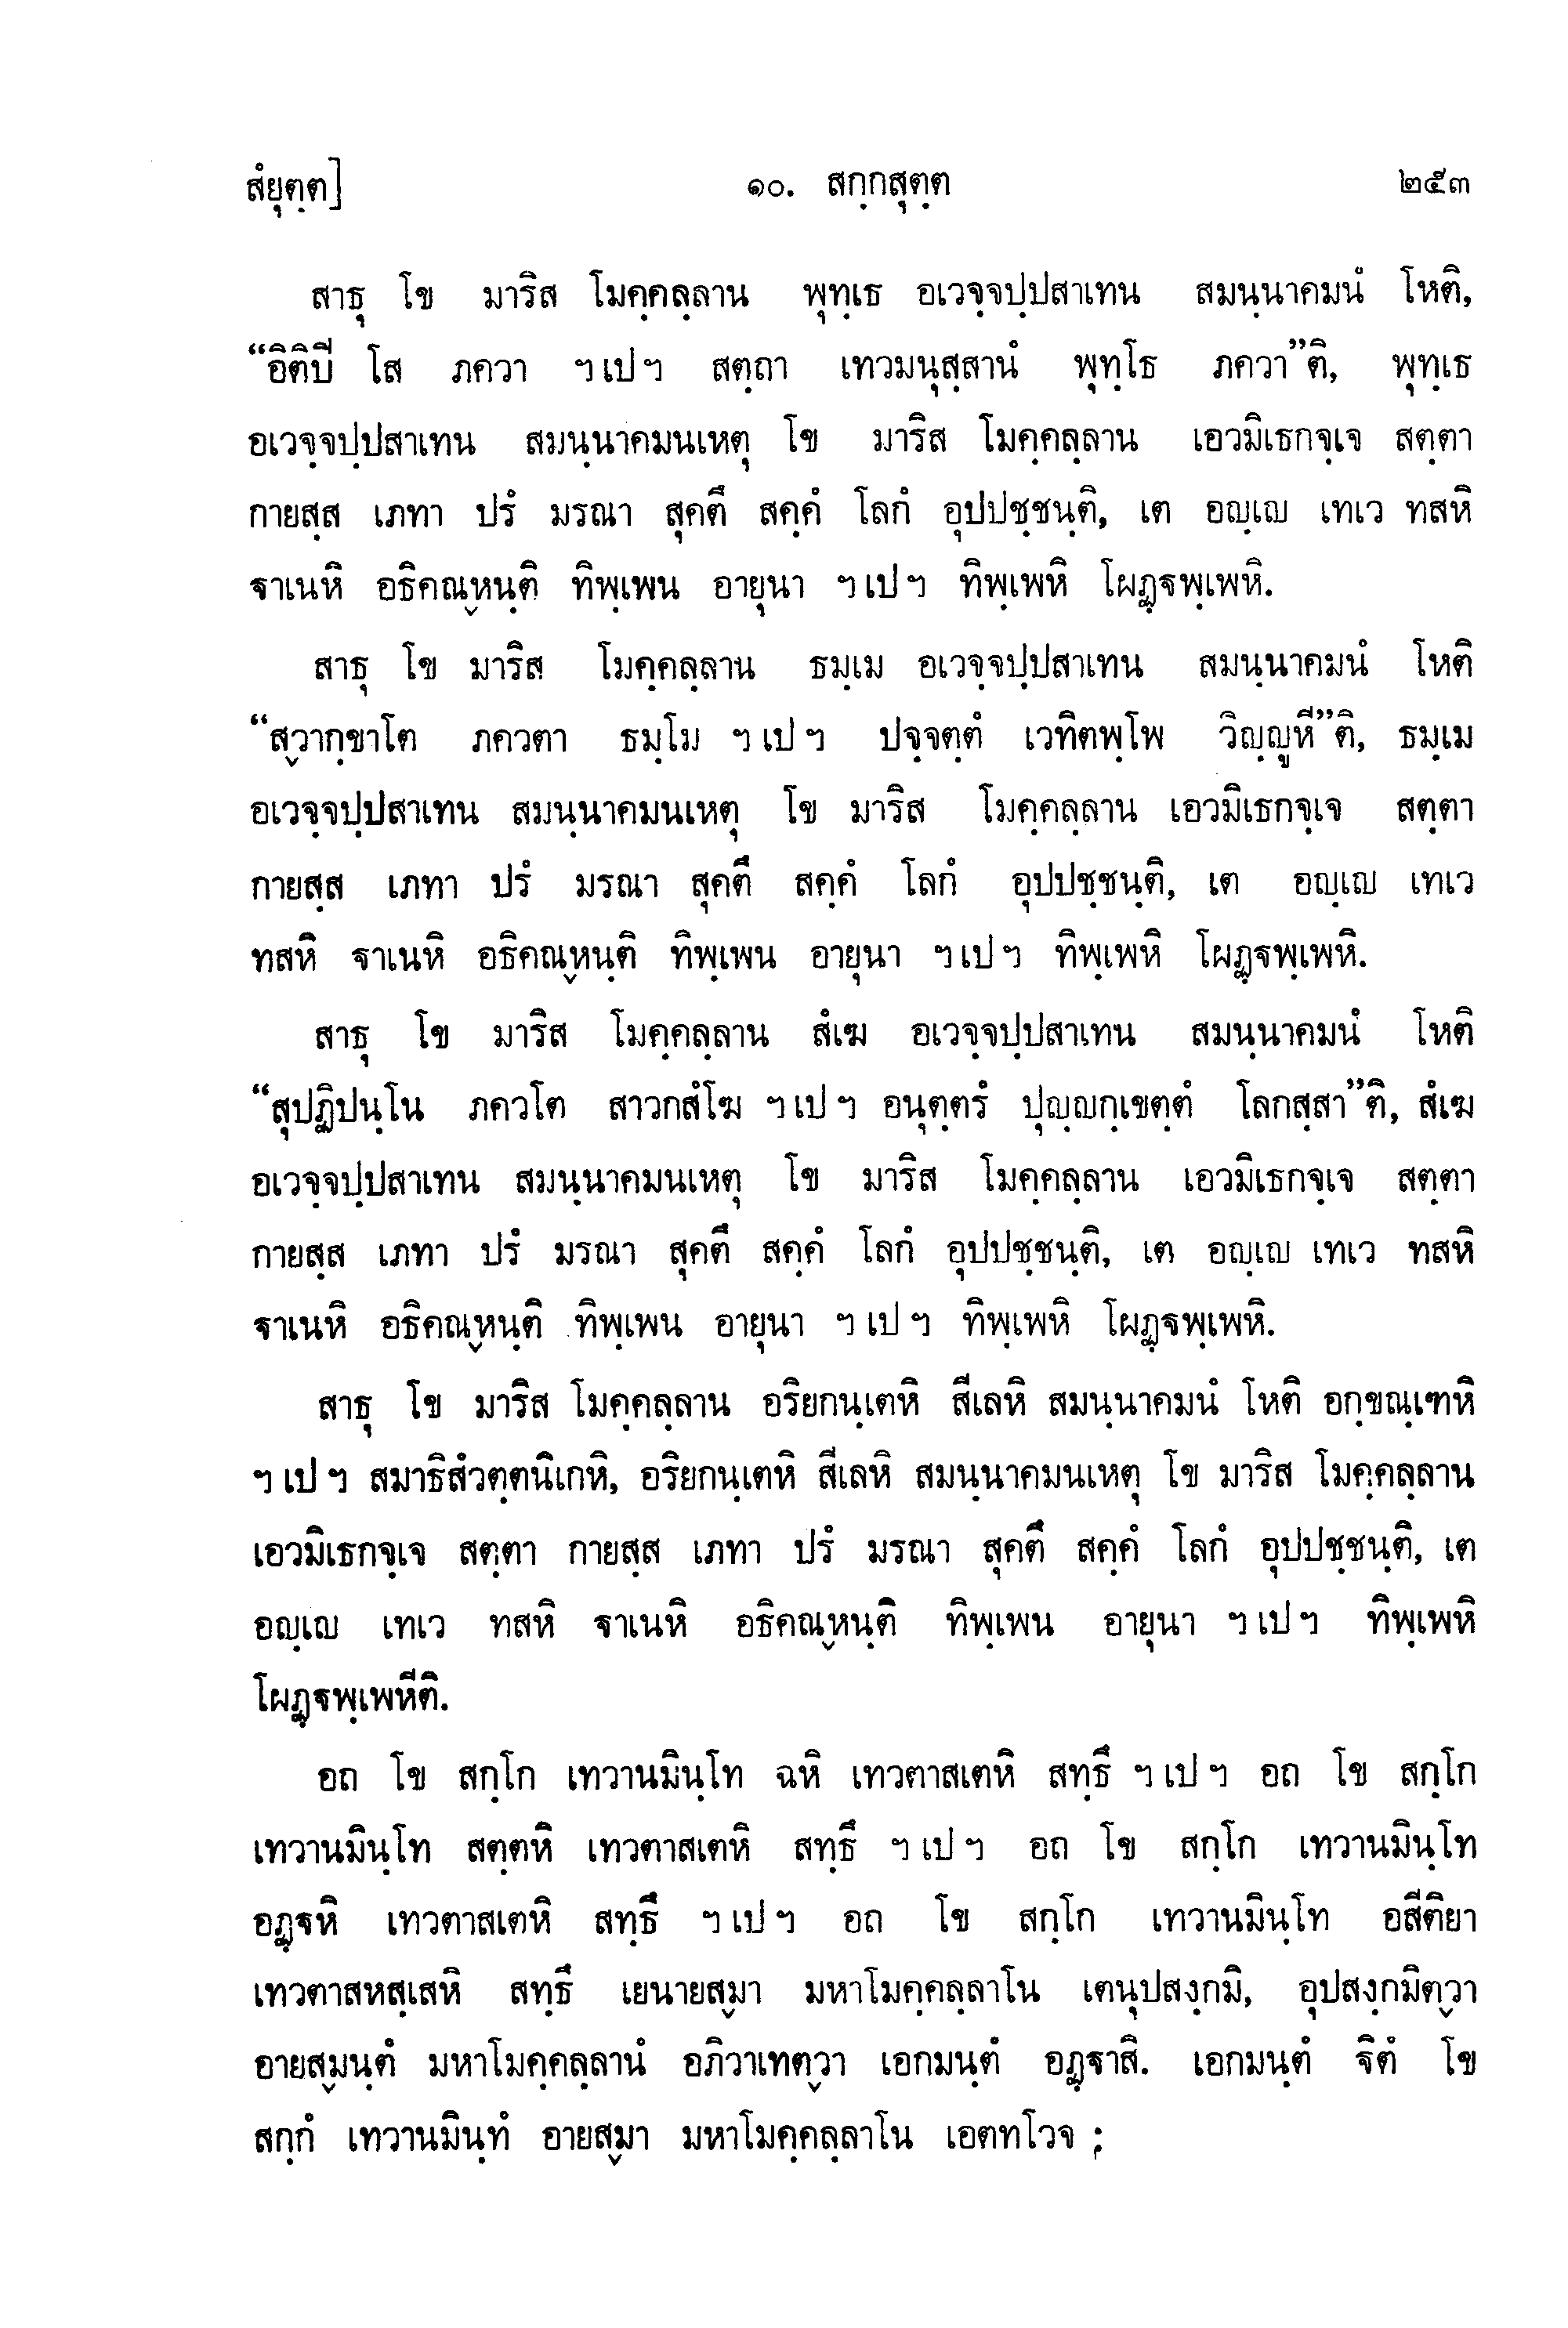 สํยุตฺต]
๑๐. สกฺกสุตฺต
๒๕๓
สาธุ โข มาริส โมคฺคลฺลาน พุทฺเธ อเวจฺจปฺปสาเทน สมนฺนาคมนํ โหติ,
“อิติปิ โส ภควา ฯเปฯ สตฺถา เทวมนุสฺสานํ พุทฺโธ ภควา”ติ, พุทฺเธ
อเวจฺจปฺปสาเทน สมนฺนาคมนเหตุ โข มาริส โมคฺคลฺลาน เอวมิเธกจฺเจ สตฺตา
กายสฺส เภทา ปรํ มรณา สุคตึ สคฺคํ โลกํ อุปปชฺชนฺติ, เต อญฺเญ เทเว ทสหิ
ฐาเนหิ อธิคณฺหนฺติ ทิพฺเพน อายุนา ฯเปฯ ทิพฺเพหิ โผฏฺฐพฺเพหิ.
สาธุ โข มาริส โมคฺคลฺลาน ธมฺเม อเวจฺจปฺปสาเทน สมนฺนาคมนํ โหติ
“สฺวากฺขาโต ภควตา ธมฺโม ฯเปฯ ปจฺจตฺตํ เวทิตพฺโพ วิญฺญูหี”ติ, ธมฺเม
อเวจฺจปฺปสาเทน สมนฺนาคมนเหตุ โข มาริส โมคฺคลฺลาน เอวมิเธกจฺเจ สตฺตา
กายสฺส เภทา ปรํ มรณา สุคตึ สคฺคํ โลกํ อุปปชฺชนฺติ, เต อญฺเญ เทเว
ทสหิ ฐาเนหิ อธิคณฺหนฺติ ทิพฺเพน อายุนา ฯเปฯ ทิพฺเพหิ โผฏฺฐพฺเพหิ.
สาธุ โข มาริส โมคฺคลฺลาน สํเฆ อเวจฺจปฺปสาเทน สมนฺนาคมนํ โหติ
“สุปฏิปนฺโน ภควโต สาวกสํโฆ ฯเปฯ อนุตฺตรํ ปุญฺญกฺเขตฺตํ โลกสฺสา”ติ, สํเฆ
อเวจฺจปฺปสาเทน สมนฺนาคมนเหตุ โข มาริส โมคฺคลฺลาน เอวมิเธกจฺเจ สตฺตา
กายสฺส เภทา ปรํ มรณา สุคตึ สคฺคํ โลกํ อุปปชฺชนฺติ, เต อญฺเญ เทเว ทสหิ
ฐาเนหิ อธิคณฺหนฺติ ทิพฺเพน อายุนา ฯเปฯ ทิพฺเพหิ โผฏฺฐพฺเพหิ.
สาธุ โข มาริส โมคฺคลฺลาน อริยกนฺเตหิ สีเลหิ สมนฺนาคมนํ โหติ อกฺขณฺเฑหิ
ฯเปฯ สมาธิสํวตฺตนิเกหิ, อริยกนฺเตหิ สีเลหิ สมนฺนาคมนเหตุ โข มาริส โมคฺคลฺลาน
เอวมิเธกจฺเจ สตฺตา กายสฺส เภทา ปรํ มรณา สุคตึ สคฺคํ โลกํ อุปปชฺชนฺติ, เต
อญฺเญ เทเว ทสหิ ฐาเนหิ อธิคณฺหนฺติ ทิพฺเพน อายุนา ฯเปฯ ทิพฺเพหิ
โผฏฺฐพฺเพหีติ.
อถ โข สกฺโก เทวานมินฺโท ฉหิ เทวตาสเตหิ สทฺธึ ฯเปฯ อถ โข สกฺโก
เทวานมินฺโท สตฺตหิ เทวตาสเตหิ สทฺธึ ฯเปฯ อถ โข สกฺโก เทวานมินฺโท
อฏฺฐหิ เทวตาสเตหิ สทฺธึ ฯเปฯ อถ โข สกฺโก เทวานมินฺโท อสีติยา
เทวตาสหสฺเสหิ สทฺธึ เยนายสฺมา มหาโมคฺคลฺลาโน เตนุปสงฺกมิ, อุปสงฺกมิตฺวา
อายสฺมนฺตํ มหาโมคฺคลฺลานํ อภิวาเทตฺวา เอกมนฺตํ อฏฺฐาสิ. เอกมนฺตํ ฐิตํ โข
สกฺกํ เทวานมินฺทํ อายสฺมา มหาโมคฺคลฺลาโน เอตทโวจ ;